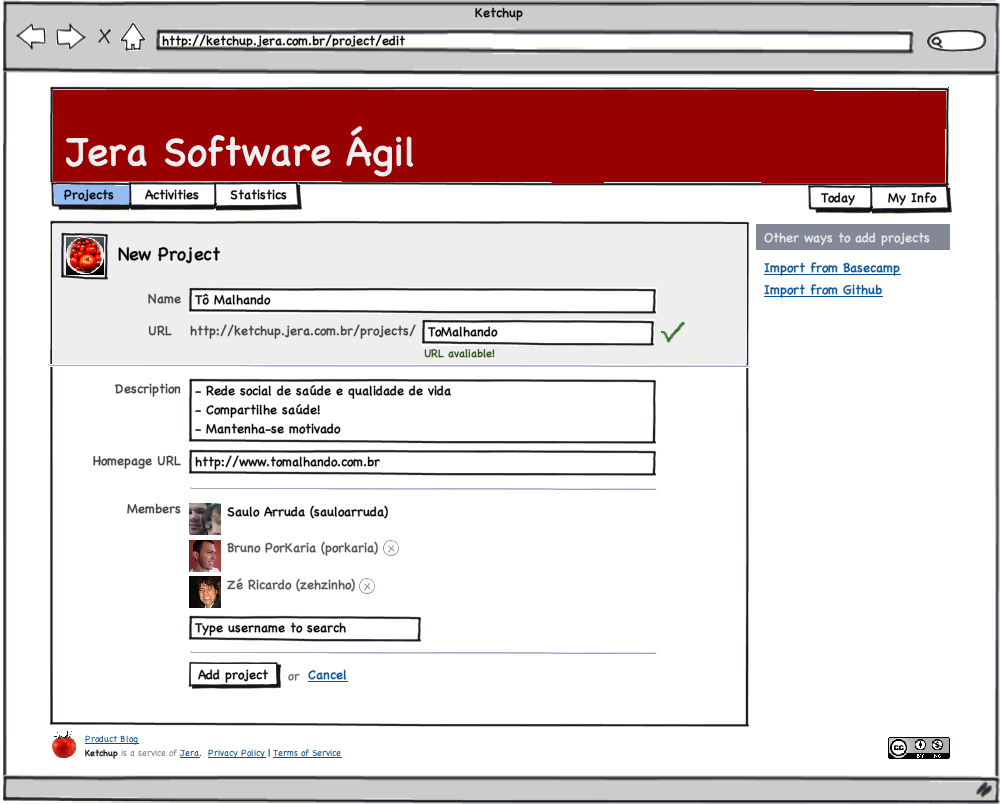 Ketchup
http://ketchup.jera.com.br/project/edit
Jera Software Ágil
Projects Activities Statistics Today My Info
New Project
Other ways to add projects
Import from Basecamp
Import from Github
Name Tô Malhando
URL http://ketchup.jera.com.br/projects/ ToMalhando
URL avaliable!
Description - Rede social de saúde e qualidade de vida
- Compartilhe saúde!
- Mantenha-se motivado
Homepage URL http://www.tomalhando.com.br
Members Saulo Arruda (sauloarruda)
Bruno PorKaria (porkaria)
Zé Ricardo (zehzinho)
Type username to search
Add project or Cancel
Product Blog
Ketchup is a service of Jera. Privacy Policy | Terms of Service
cc BY NC